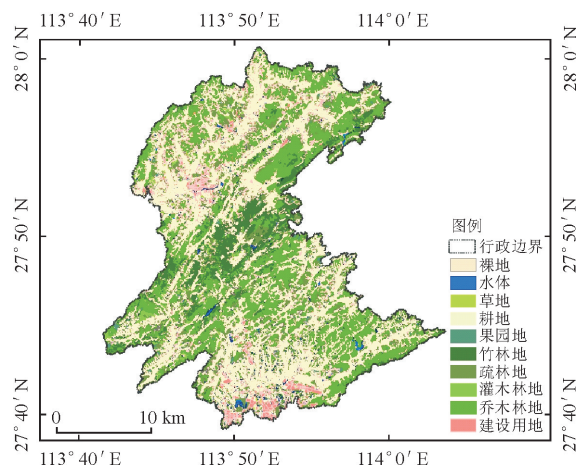 113° 40′ E 113° 50′ E 114° 0′ E
28° 0′ N 28° 0′ N
27° 50′ N 27° 50′ N
图例
行政边界
裸地
水体
草地
耕地
果园地
竹林地
疏林地
灌木林地
乔木林地
建设用地
27° 40′ N 27° 40′ N
0 10 km
113° 40′ E 113° 50′ E 114° 0′ E